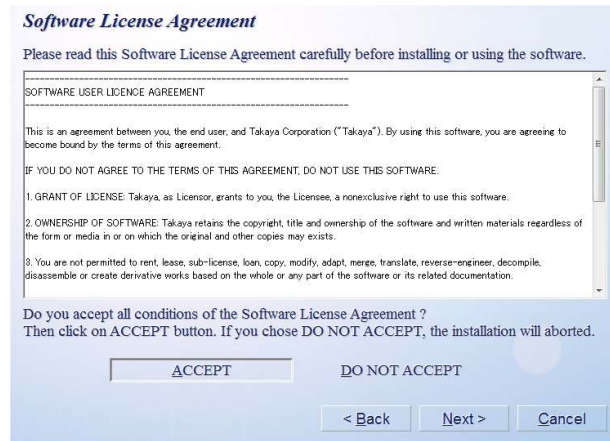 Software License Agreement
Please read this Software License Agreement carefully before installing or using the software.
----------------------------------------------------------------
SOFTWARE USER LICENCE AGREEMENT
----------------------------------------------------------------
This is an agreement between you, the end user, and Takaya Corporation ("Takaya"). By using this software, you are agreeing to
become bound by the terms of this agreement.
IF YOU DO NOT AGREE TO THE TERMS OF THIS AGREEMENT, DO NOT USE THIS SOFTWARE.
1. GRANT OF LICENSE: Takaya, as Licensor, grants to you, the Licensee, a nonexclusive right to use this software.
2. OWNERSHIP OF SOFTWARE: Takaya retains the copyright, title and ownership of the software and written materials regardless of
the form or media in or on which the original and other copies may exists.
3. You are not permitted to rent, lease, sub-license, loan, copy, modify, adapt, merge, translate, reverse-engineer, decompile,
disassemble or create derivative works based on the whole or any part of the software or its related documentation.
Do you accept all conditions of the Software License Agreement ?
Then click on ACCEPT button. If you chose DO NOT ACCEPT, the installation will aborted.
ACCEPT DO NOT ACCEPT
< Back Next > Cancel